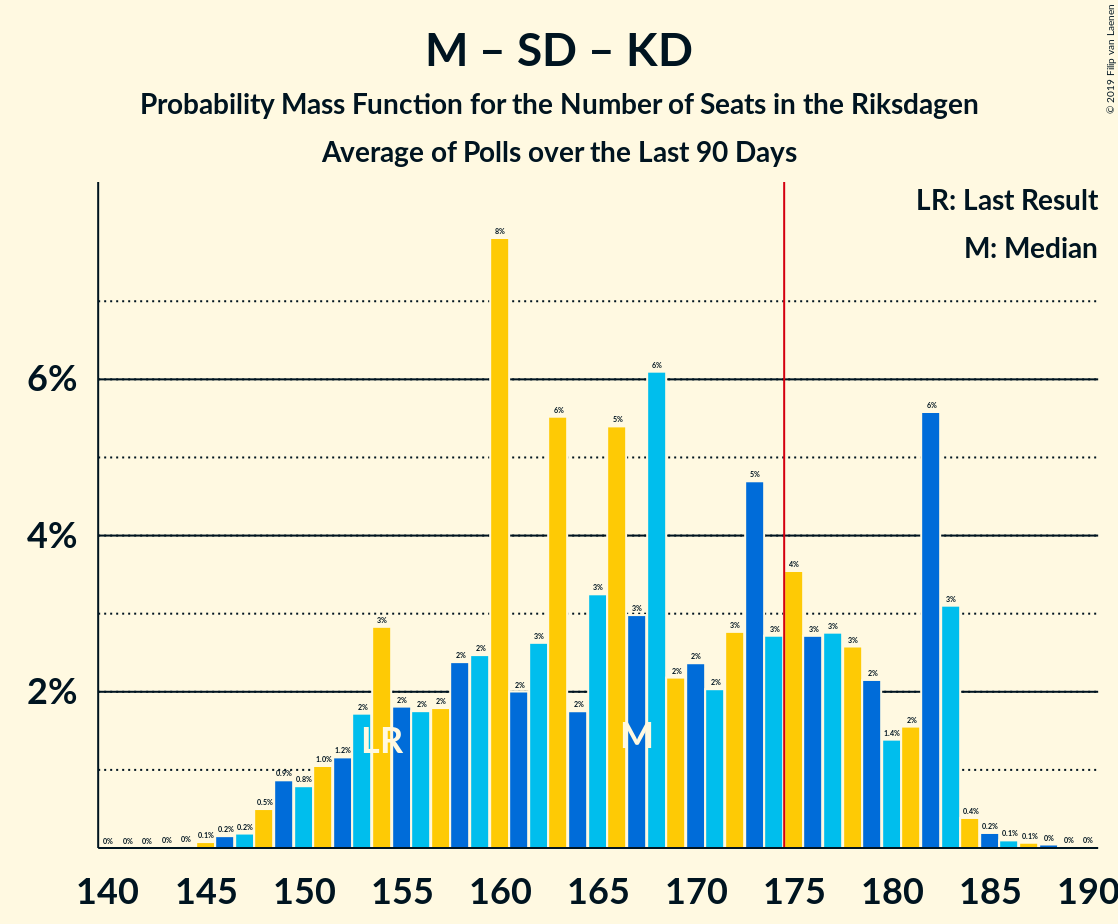 M – SD – KD
Probability Mass Function for the Number of Seats in the Riksdagen
Average of Polls over the Last 90 Days
© 2019 Filip van Laenen
LR: Last Result
M: Median
6%
4%
2%
0% 0% 0% 0% 0% 0.1% 0.2% 0.2% 0.5% 0.9% 0.8% 1.0% 1.2% 2% 3% 2% 2% 2% 2% 2% 8% 2% 3% 6% 2% 3% 5% 3% 6% 2% 2% 2% 3% 5% 3% 4% 3% 3% 3% 2% 1.4% 2% 6% 3% 0.4% 0.2% 0.1% 0.1% 0% 0% 0%
LR
M
140 145 150 155 160 165 170 175 180 185 190